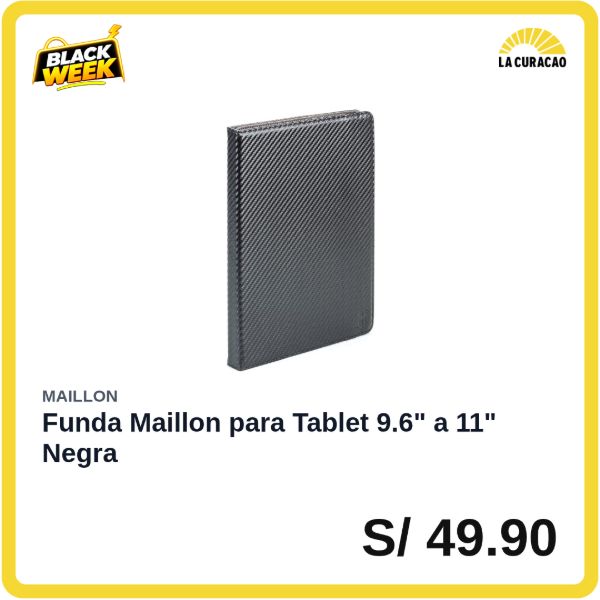 BLACK
WEEK
LA CURACAO
MAILLON
Funda Maillon para Tablet 9.6" a 11"
Negra
S/ 49.90